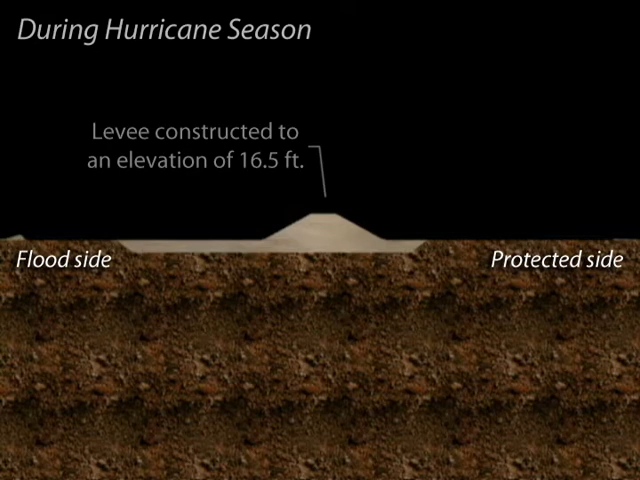 During Hurricane Season
Levee constructed to
an elevation of 16.5 ft.
Flood side
Protected side